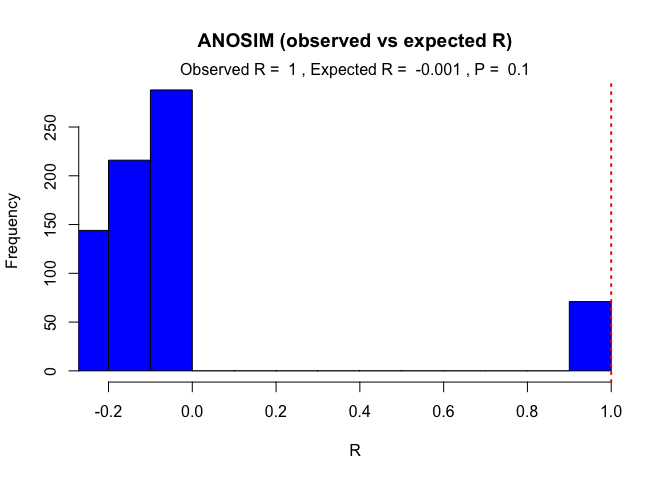 ANOSIM (observed vs expected R)
Observed R =  1 , Expected R =  -0.001 , P =  0.1
250
200
150
100
50
0
Frequency
-0.2 0.0 0.2 0.4 0.6 0.8 1.0
R